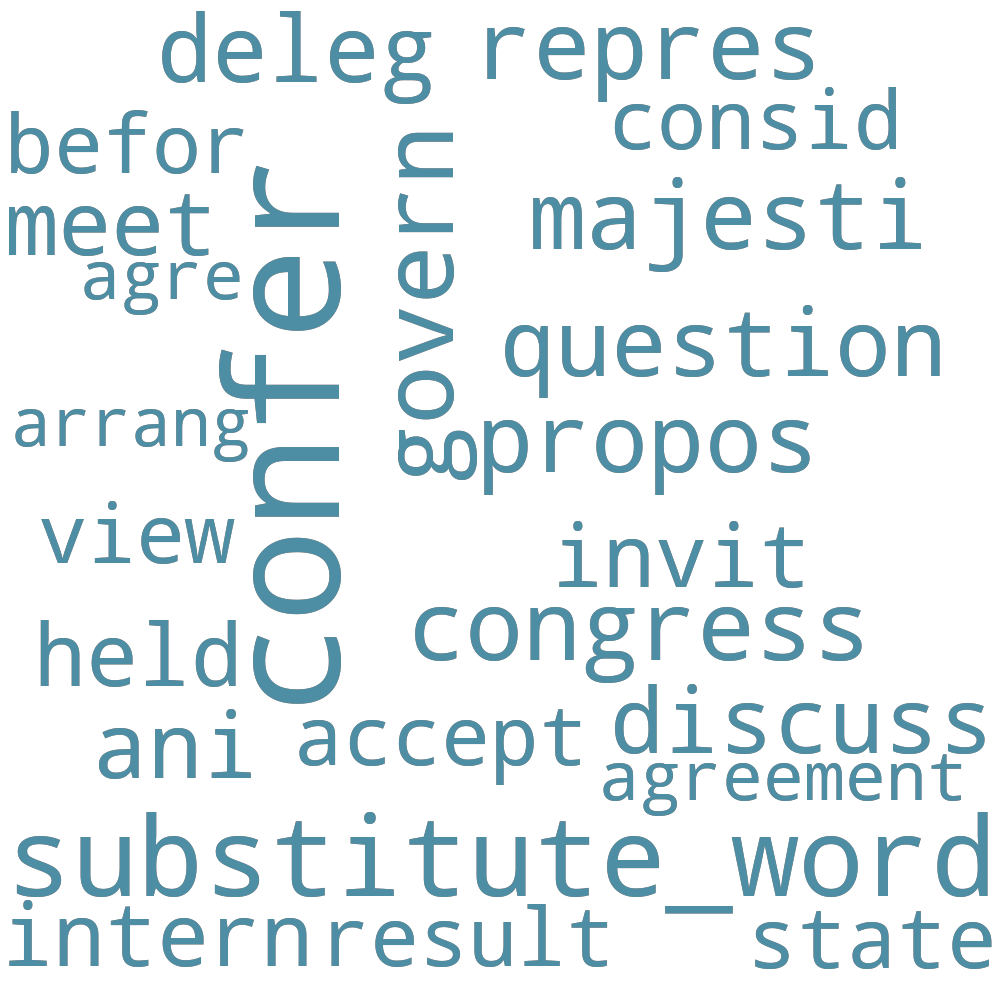 deleg
repres
befor
consid
meet
majesti
agre
confer
govern
question
arrang
propos
view
invit
held
congress
ani
accept
discuss
agreement
substitute_word
intern
result
state